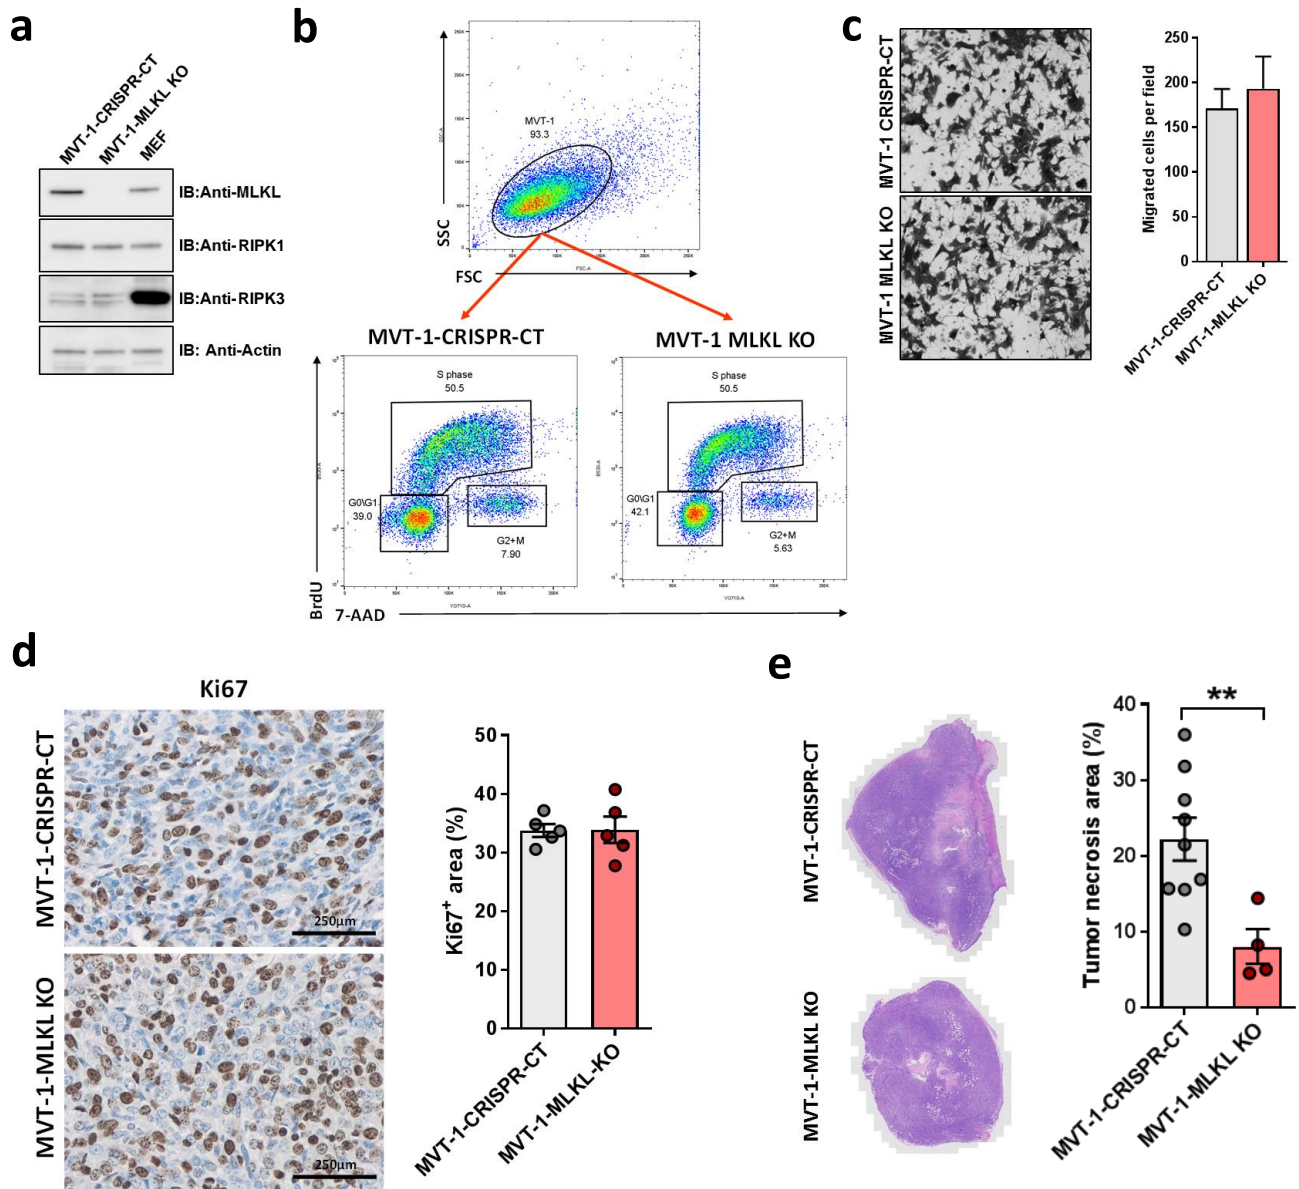 a
MVT-1-CRISPR-CT
MVT-1-MLKL KO
MEF
IB:Anti-MLKL
IB:Anti-RIPK1
IB:Anti-RIPK3
IB: Anti-Actin
b
MVT-1
93.3
SSC
FSC
FSC-A
MVT-1-CRISPR-CT
S phase
50.5
G0\G1
39.0
G2+M
7.90
MVT-1 MLKL KO
S phase
50.5
G0\G1
42.1
G2+M
5.63
BrdU
7-AAD
c
MVT-1 CRISPR-CT
MVT-1 MLKL KO
Migrated cells per field
250
200
150
100
50
0
MVT-1-CRISPR-CT
MVT-1-MLKL KO
d
Ki67
MVT-1-CRISPR-CT
250µm
MVT-1-MLKL KO
250µm
Ki67+ area (%)
50
40
30
20
10
0
MVT-1-CRISPR-CT
MVT-1-MLKL-KO
e
MVT-1-CRISPR-CT
MVT-1-MLKL KO
Tumor necrosis area (%)
40
30
20
10
0
**
MVT-1-CRISPR-CT
MVT-1-MLKL KO